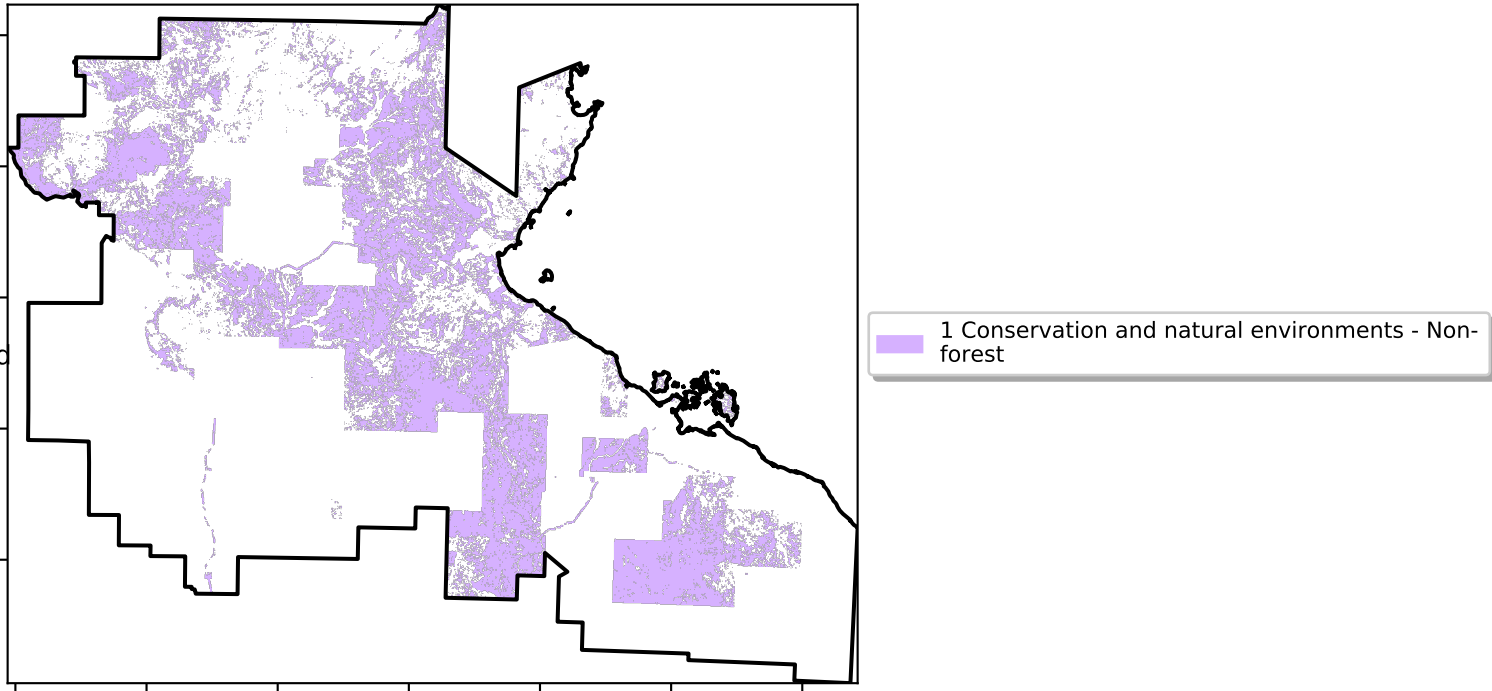 1 Conservation and natural environments - Non-
forest
d